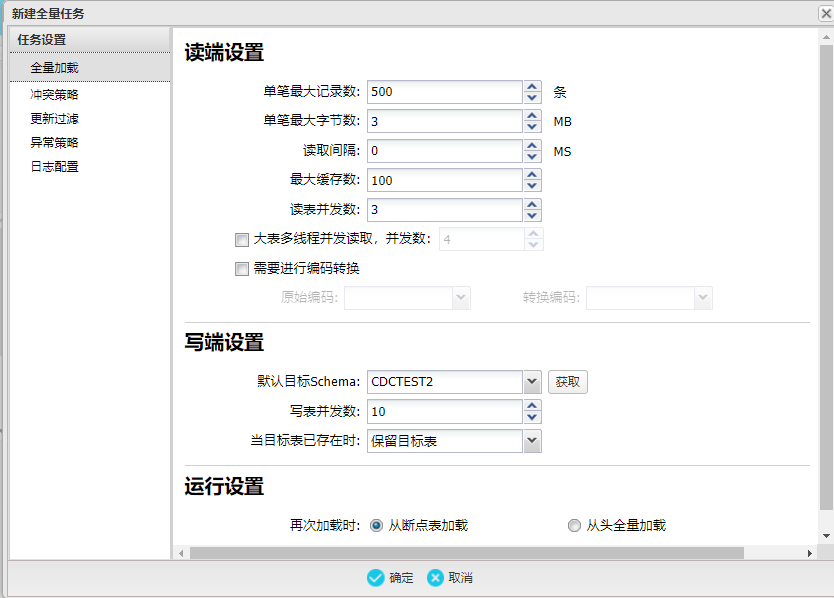 新建全量任务
任务设置
全量加载
冲突策略
更新过滤
异常策略
日志配置
读端设置
单笔最大记录数: 500 条
单笔最大字节数: 3 MB
读取间隔: 0 MS
最大缓存数: 100
读表并发数: 3
大表多线程并发读取，并发数: 4
需要进行编码转换
原始编码: 转换编码:
写端设置
默认目标Schema: CDCTEST2 获取
写表并发数: 10
当目标表已存在时: 保留目标表
运行设置
再次加载时: 从断点表加载 从头全量加载
确定 取消